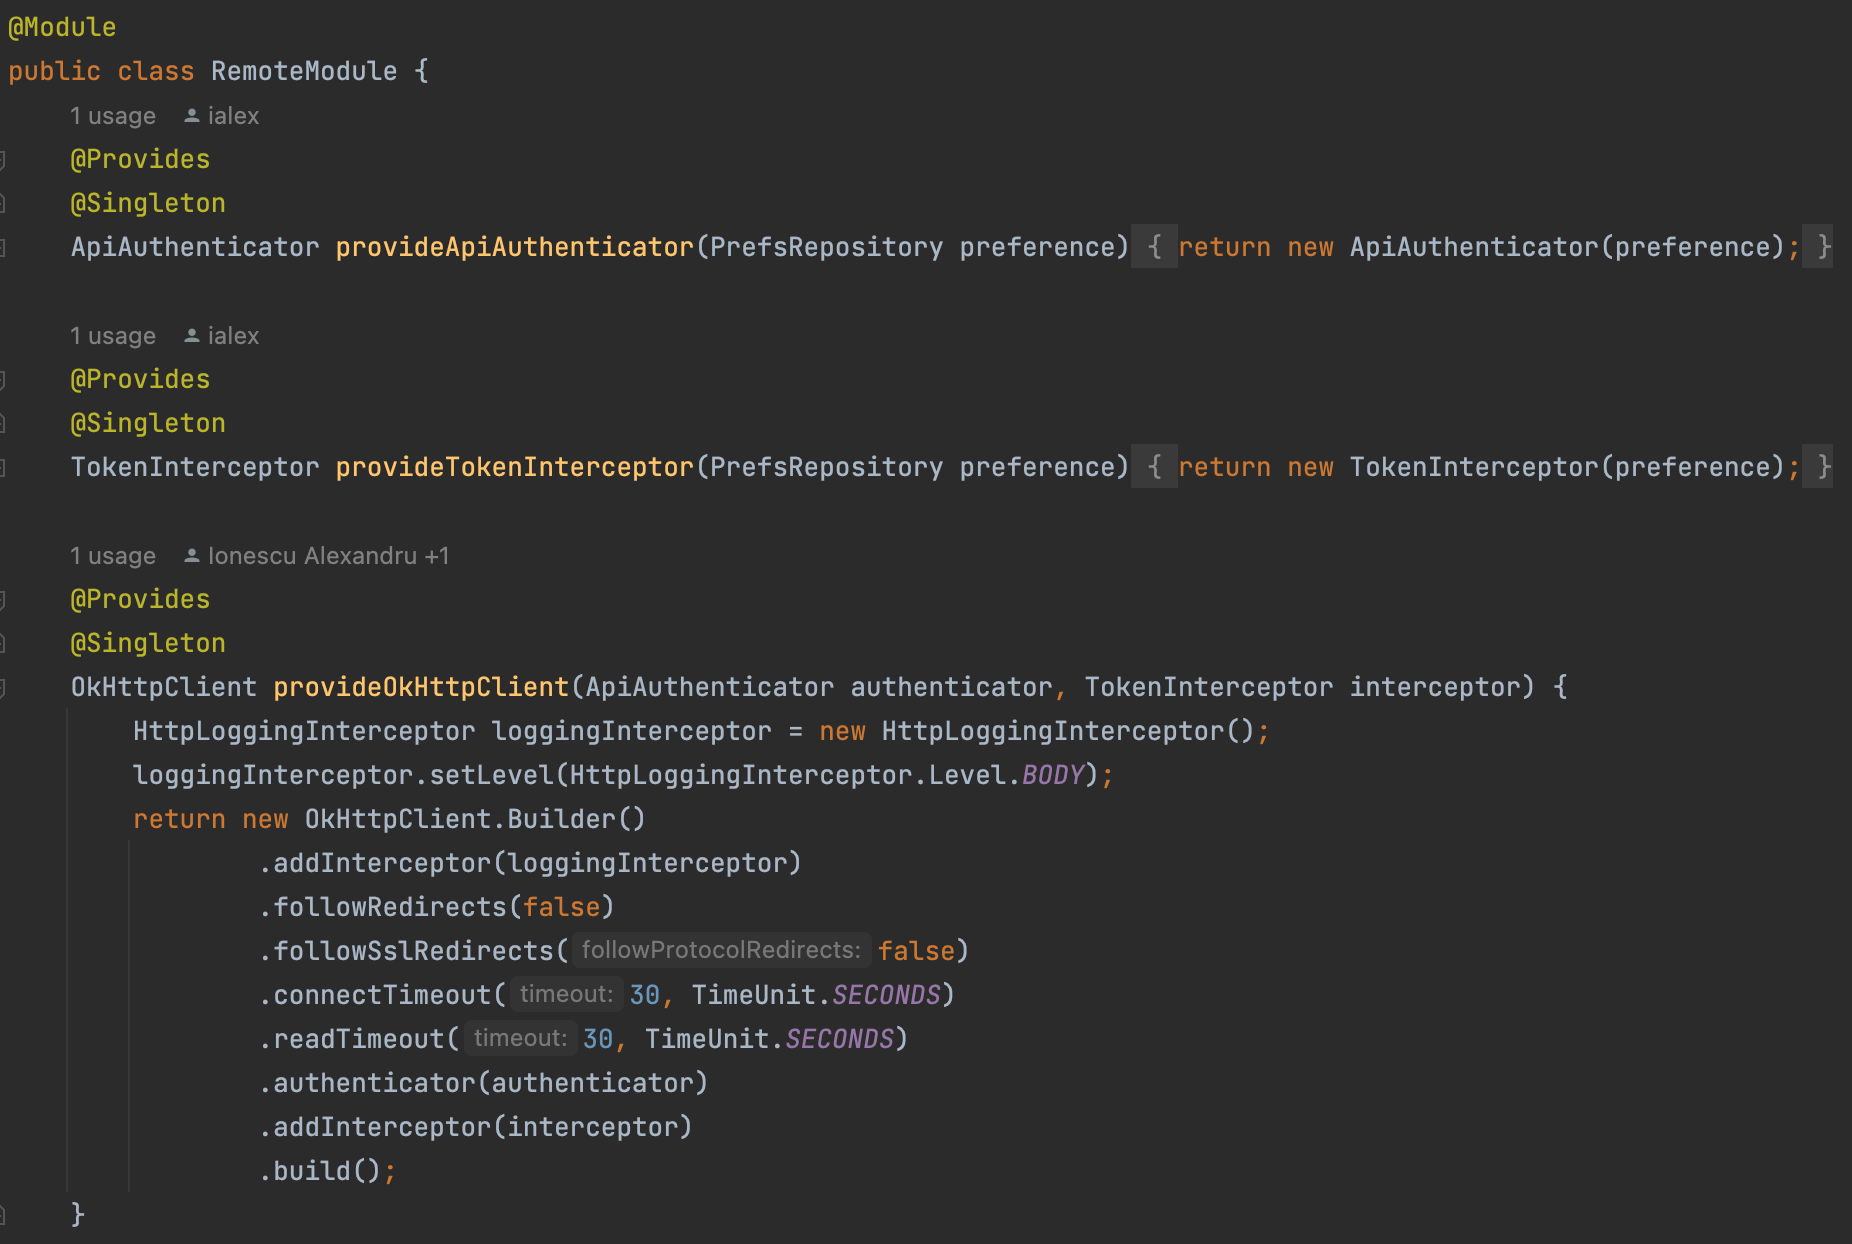 @Module
public class RemoteModule {
1 usage ialex
@Provides
@Singleton
ApiAuthenticator provideApiAuthenticator(PrefsRepository preference) { return new ApiAuthenticator(preference); }
1 usage ialex
@Provides
@Singleton
TokenInterceptor provideTokenInterceptor(PrefsRepository preference) { return new TokenInterceptor(preference); }
1 usage Ionescu Alexandru +1
@Provides
@Singleton
OkHttpClient provideOkHttpClient(ApiAuthenticator authenticator, TokenInterceptor interceptor) {
HttpLoggingInterceptor loggingInterceptor = new HttpLoggingInterceptor();
loggingInterceptor.setLevel(HttpLoggingInterceptor.Level.BODY);
return new OkHttpClient.Builder()
.addInterceptor(loggingInterceptor)
.followRedirects(false)
.followSslRedirects( followProtocolRedirects: false)
.connectTimeout( timeout: 30, TimeUnit.SECONDS)
.readTimeout( timeout: 30, TimeUnit.SECONDS)
.authenticator(authenticator)
.addInterceptor(interceptor)
.build();
}